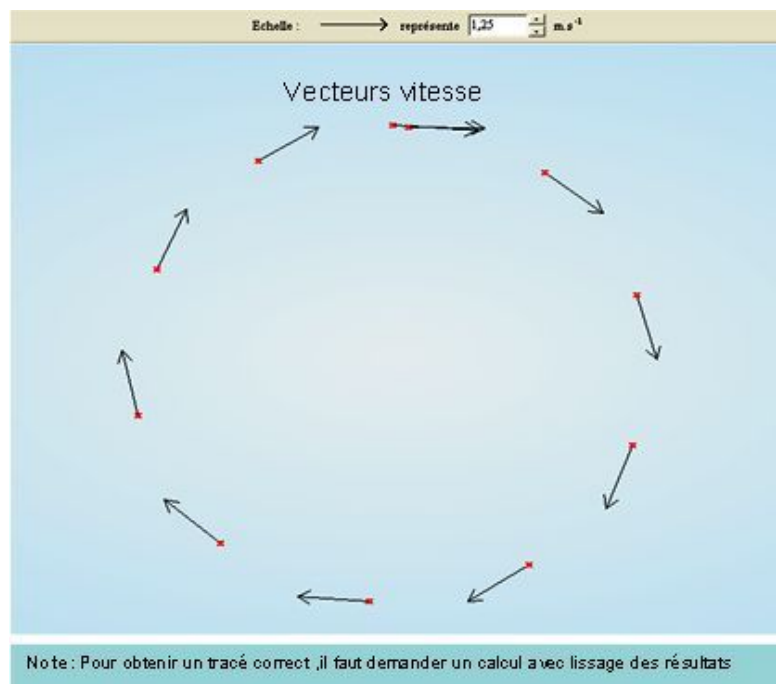 Echelle : représente 1,25 m.s⁻¹
Vecteurs vitesse
Note : Pour obtenir un tracé correct ,il faut demander un calcul avec lissage des résultats